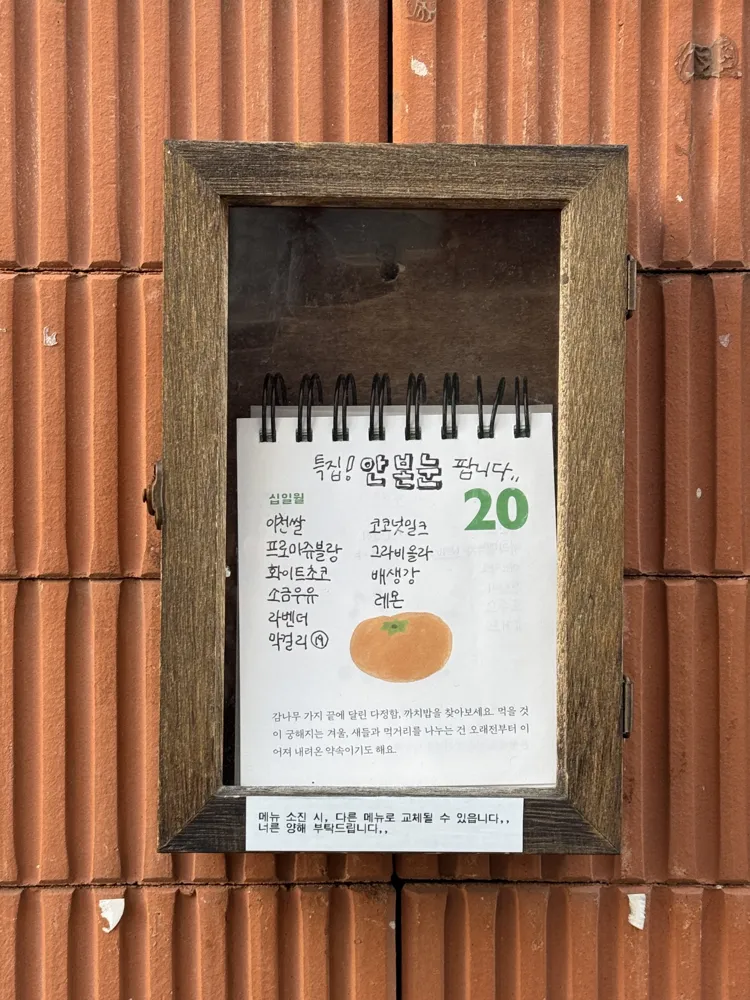 특집! 안 본 눈 팝니다,,
십일월
20
이천쌀
프로마쥬블랑
화이트초코
소금우유
라벤더
막걸리 ⑲
코코넛밀크
그라비올라
배생강
레몬
감나무 가지 끝에 달린 다정함, 까치밥을 찾아보세요. 먹을 것
이 궁해지는 겨울, 새들과 먹거리를 나누는 건 오래전부터 이
어져 내려온 약속이기도 해요.
메뉴 소진 시, 다른 메뉴로 교체될 수 있읍니다,,
너른 양해 부탁드립니다,,